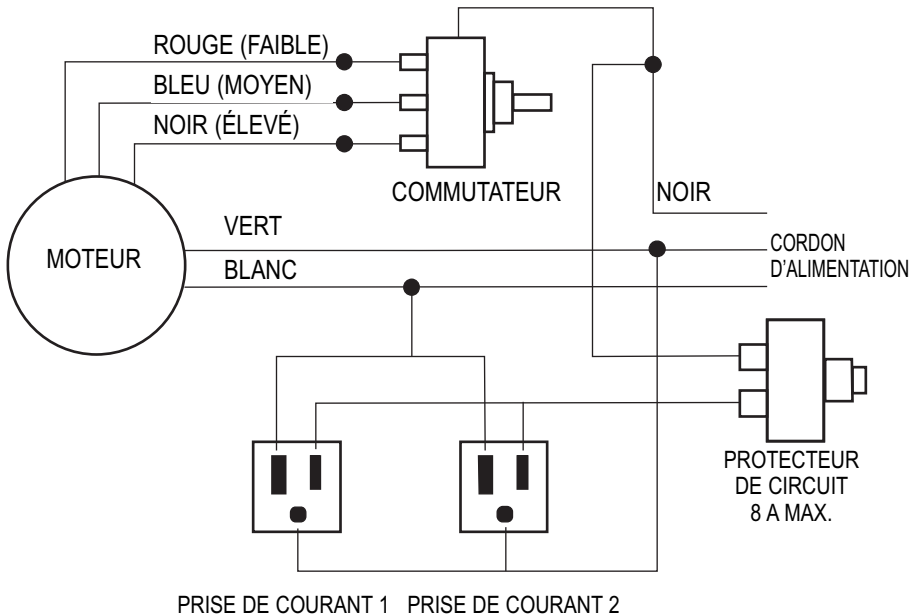 ROUGE (FAIBLE)
BLEU (MOYEN)
NOIR (ÉLEVÉ)
COMMUTATEUR
NOIR
VERT
MOTEUR
BLANC
CORDON
D'ALIMENTATION
PROTECTEUR
DE CIRCUIT
8 A MAX.
PRISE DE COURANT 1
PRISE DE COURANT 2